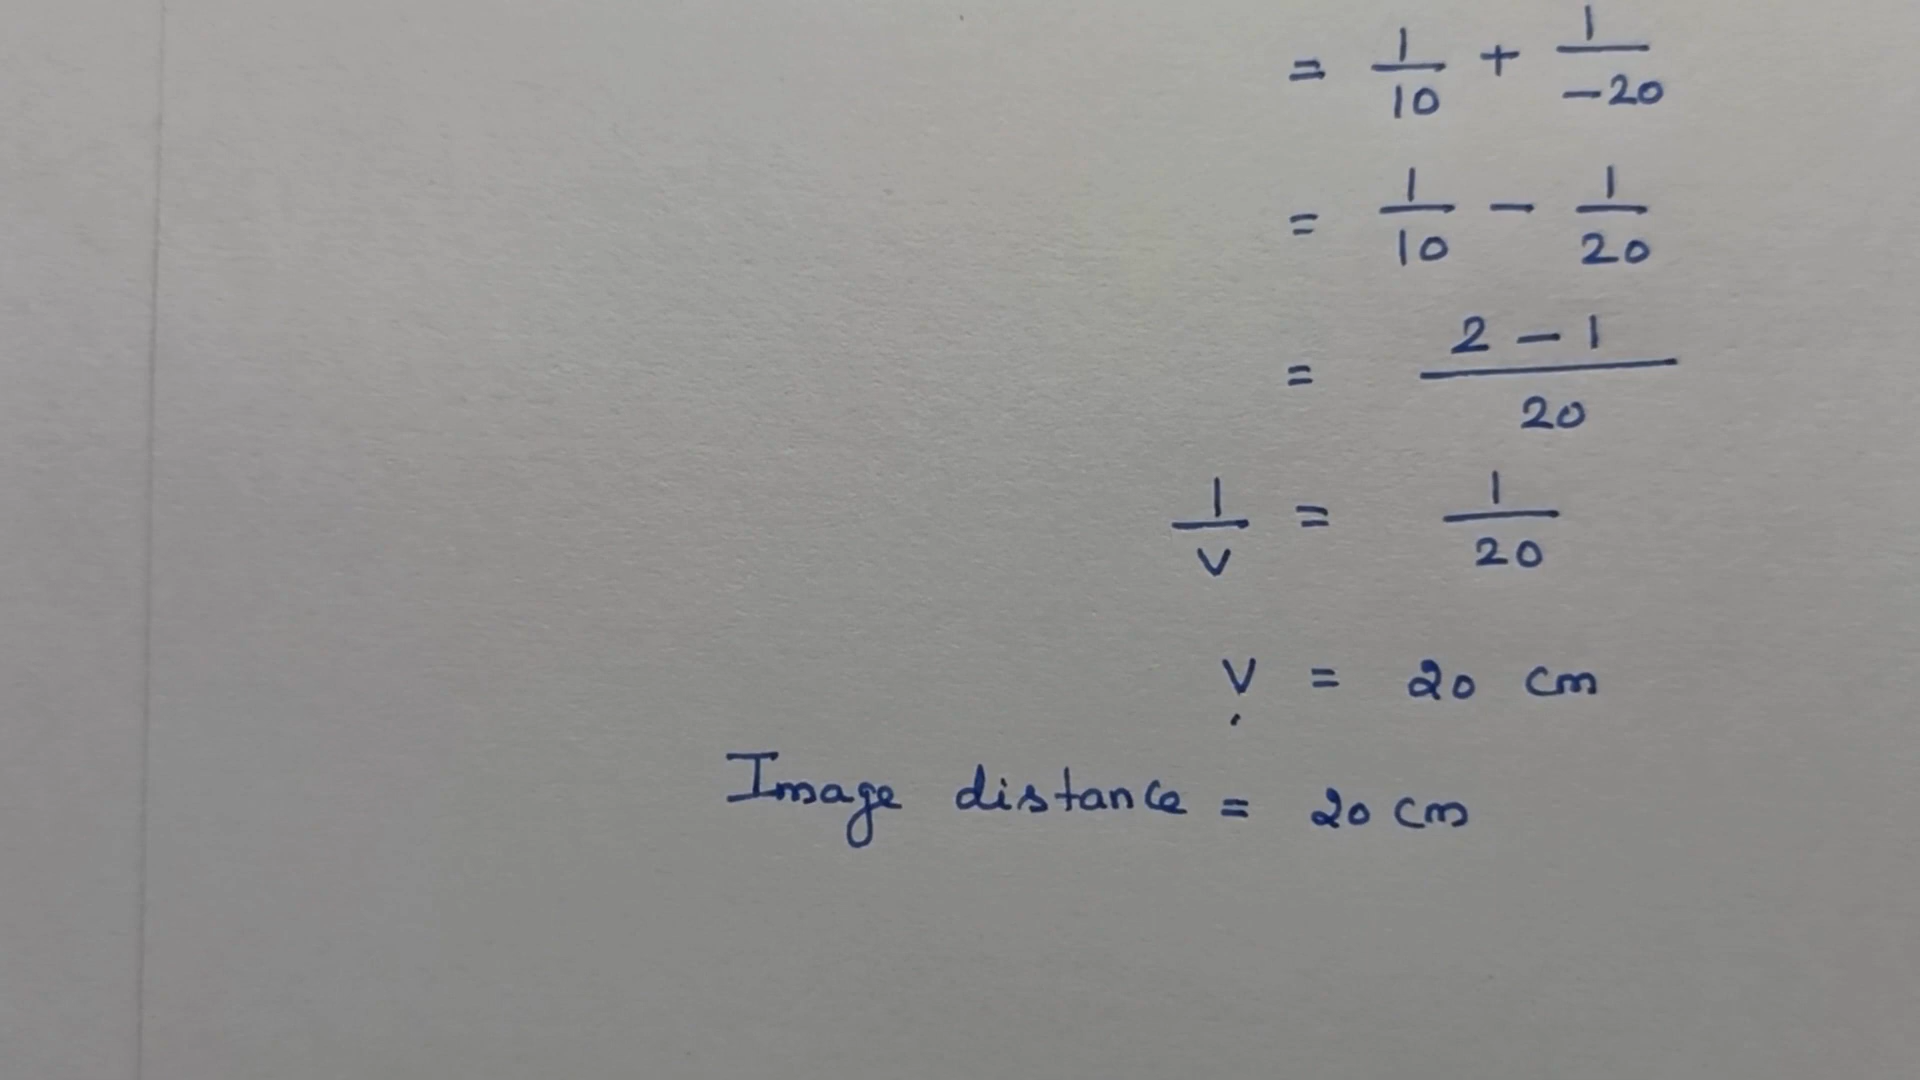 = 1/10 + 1/-20
= 1/10 - 1/20
= 2 - 1/20
1/v = 1/20
v = 20 cm
Image distance = 20 cm